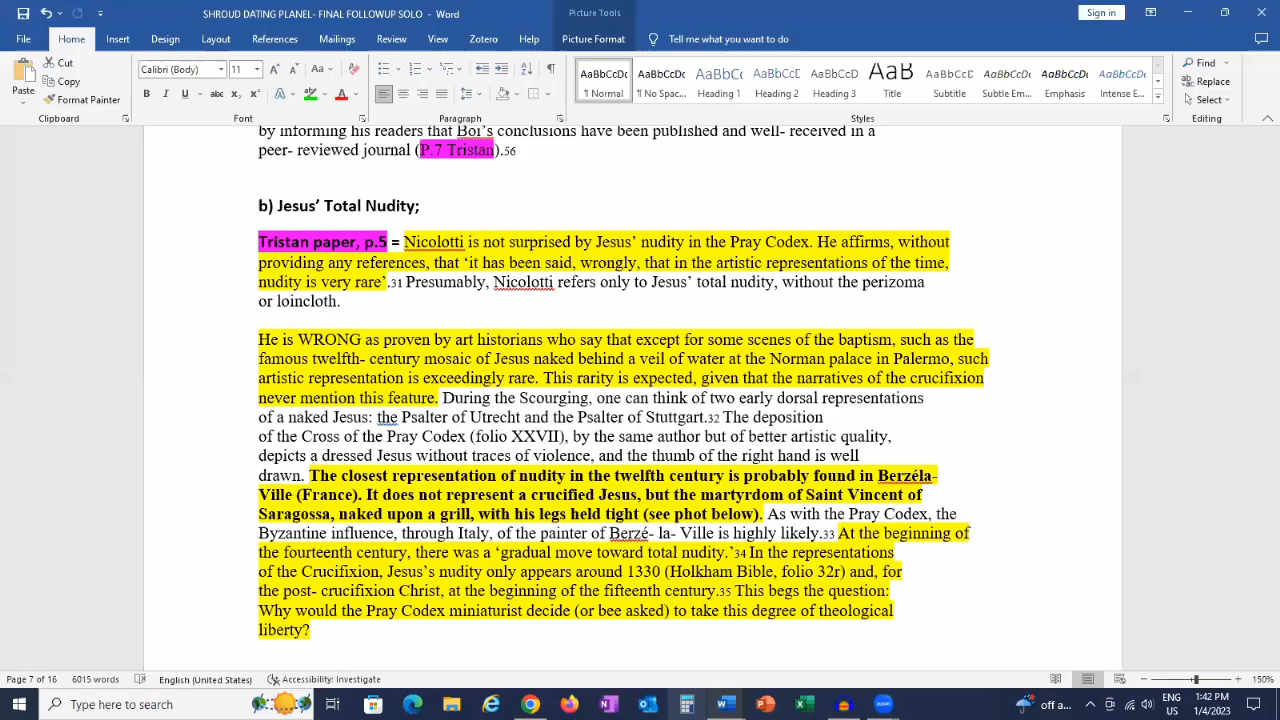 SHROUD DATING PANEL- FINAL FOLLOWUP SOLO - Word
Picture Tools
Sign in
File Home Insert Design Layout References Mailings Review View Zotero Help Picture Format Tell me what you want to do
Paste
Cut
Copy
Format Painter
Clipboard
Calibri (Body) 11
Font
Paragraph
AaBbCcDc AaBbCcDc AaBbCc AaBbCcD AaBbCcD AaB AaBbCcD AaBbCcDc AaBbCcDc AaBbCcDc
¶ Normal ¶ No Spac... Heading 1 Heading 2 Heading 3 Title Subtitle Subtle Em... Emphasis Intense E...
Styles
Find
Replace
Select
Editing
by informing his readers that Boi’s conclusions have been published and well- received in a
peer- reviewed journal (P.7 Tristan).56
b) Jesus’ Total Nudity;
Tristan paper, p.5 = Nicolotti is not surprised by Jesus’ nudity in the Pray Codex. He affirms, without
providing any references, that ‘it has been said, wrongly, that in the artistic representations of the time,
nudity is very rare’.31 Presumably, Nicolotti refers only to Jesus’ total nudity, without the perizoma
or loincloth.
He is WRONG as proven by art historians who say that except for some scenes of the baptism, such as the
famous twelfth- century mosaic of Jesus naked behind a veil of water at the Norman palace in Palermo, such
artistic representation is exceedingly rare. This rarity is expected, given that the narratives of the crucifixion
never mention this feature. During the Scourging, one can think of two early dorsal representations
of a naked Jesus: the Psalter of Utrecht and the Psalter of Stuttgart.32 The deposition
of the Cross of the Pray Codex (folio XXVII), by the same author but of better artistic quality,
depicts a dressed Jesus without traces of violence, and the thumb of the right hand is well
drawn. The closest representation of nudity in the twelfth century is probably found in Berzéla-
Ville (France). It does not represent a crucified Jesus, but the martyrdom of Saint Vincent of
Saragossa, naked upon a grill, with his legs held tight (see phot below). As with the Pray Codex, the
Byzantine influence, through Italy, of the painter of Berzé- la- Ville is highly likely.33 At the beginning of
the fourteenth century, there was a ‘gradual move toward total nudity.’34 In the representations
of the Crucifixion, Jesus’s nudity only appears around 1330 (Holkham Bible, folio 32r) and, for
the post- crucifixion Christ, at the beginning of the fifteenth century.35 This begs the question:
Why would the Pray Codex miniaturist decide (or bee asked) to take this degree of theological
liberty?
Page 7 of 16 6015 words English (United States) Accessibility: Investigate 150%
Type here to search
off a... ENG US 1:42 PM 1/4/2023